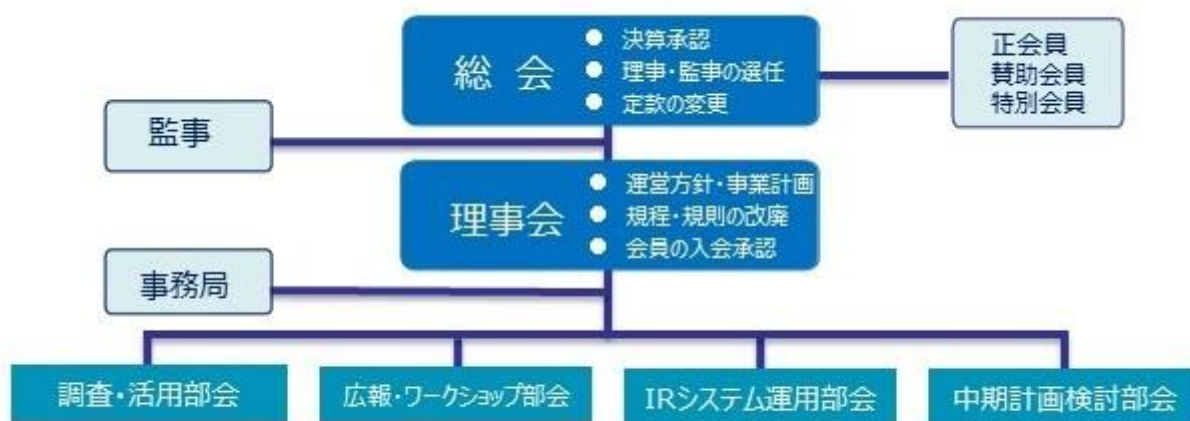 総 会
● 決算承認
● 理事・監事の選任
● 定款の変更
正会員
賛助会員
特別会員
監事
理事会
● 運営方針・事業計画
● 規程・規則の改廃
● 会員の入会承認
事務局
調査・活用部会
広報・ワークショップ部会
IRシステム運用部会
中期計画検討部会